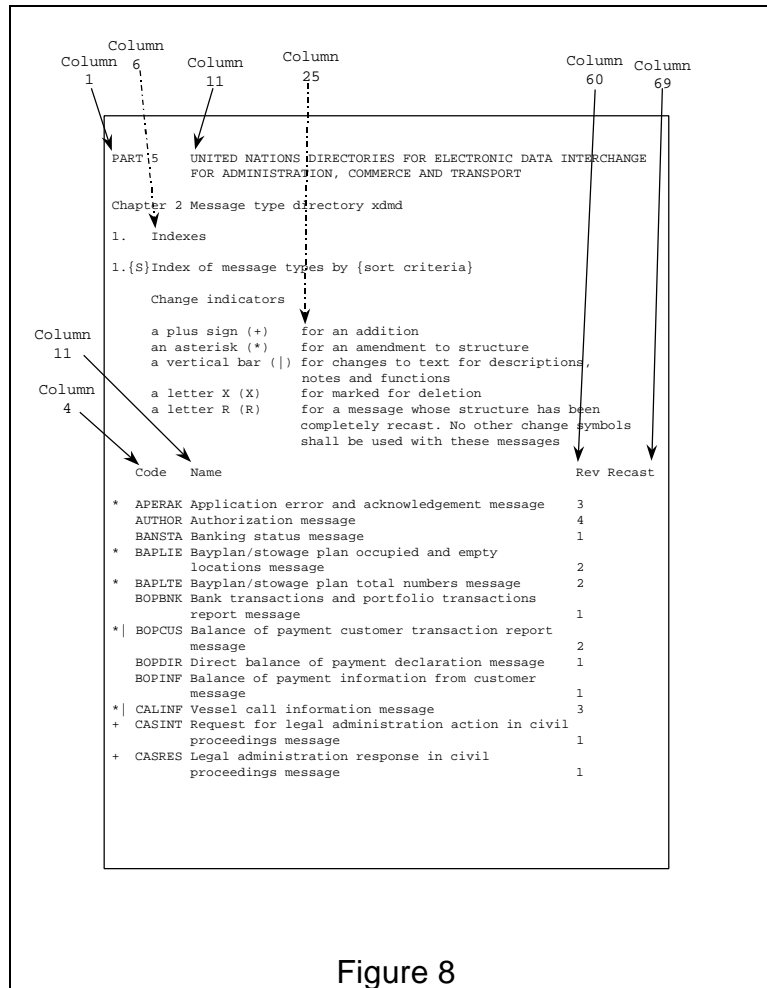 Column
6
Column
1
Column
11
Column
25
Column
60
Column
69
PART 5 UNITED NATIONS DIRECTORIES FOR ELECTRONIC DATA INTERCHANGE
FOR ADMINISTRATION, COMMERCE AND TRANSPORT
Chapter 2 Message type directory xdmd
1. Indexes
1.{S}Index of message types by {sort criteria}
Change indicators
a plus sign (+) for an addition
an asterisk (*) for an amendment to structure
a vertical bar (|) for changes to text for descriptions,
notes and functions
a letter X (X) for marked for deletion
a letter R (R) for a message whose structure has been
completely recast. No other change symbols
shall be used with these messages
Column
11
Column
4
Code Name Rev Recast
* APERAK Application error and acknowledgement message 3
AUTHOR Authorization message 4
BANSTA Banking status message 1
* BAPLIE Bayplan/stowage plan occupied and empty
locations message 2
* BAPLTE Bayplan/stowage plan total numbers message 2
BOPBNK Bank transactions and portfolio transactions
report message 1
*| BOPCUS Balance of payment customer transaction report
message 2
BOPDIR Direct balance of payment declaration message 1
BOPINF Balance of payment information from customer
message 1
*| CALINF Vessel call information message 3
+ CASINT Request for legal administration action in civil
proceedings message 1
+ CASRES Legal administration response in civil
proceedings message 1
Figure 8